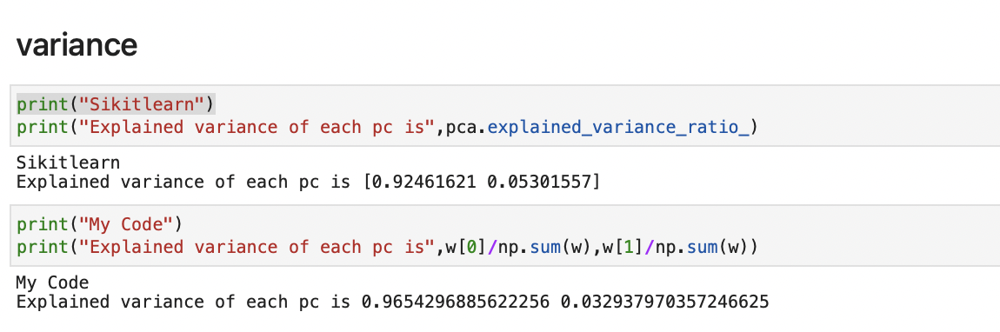 variance
print("Sikitlearn")
print("Explained variance of each pc is",pca.explained_variance_ratio_)
Sikitlearn
Explained variance of each pc is [0.92461621 0.05301557]
print("My Code")
print("Explained variance of each pc is",w[0]/np.sum(w),w[1]/np.sum(w))
My Code
Explained variance of each pc is 0.9654296885622256 0.032937970357246625